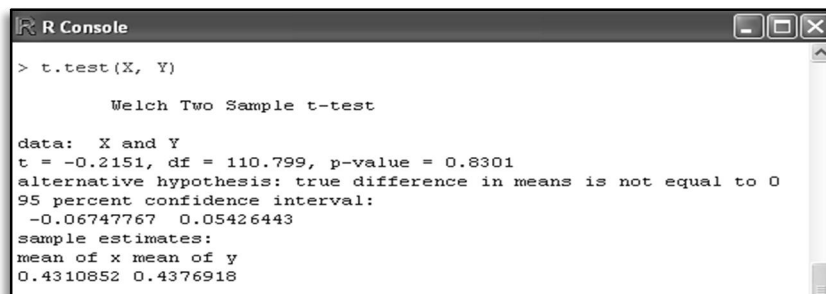 R Console
> t.test(X, Y)
Welch Two Sample t-test
data:  X and Y
t = -0.2151, df = 110.799, p-value = 0.8301
alternative hypothesis: true difference in means is not equal to 0
95 percent confidence interval:
-0.06747767  0.05426443
sample estimates:
mean of x mean of y
0.4310852 0.4376918